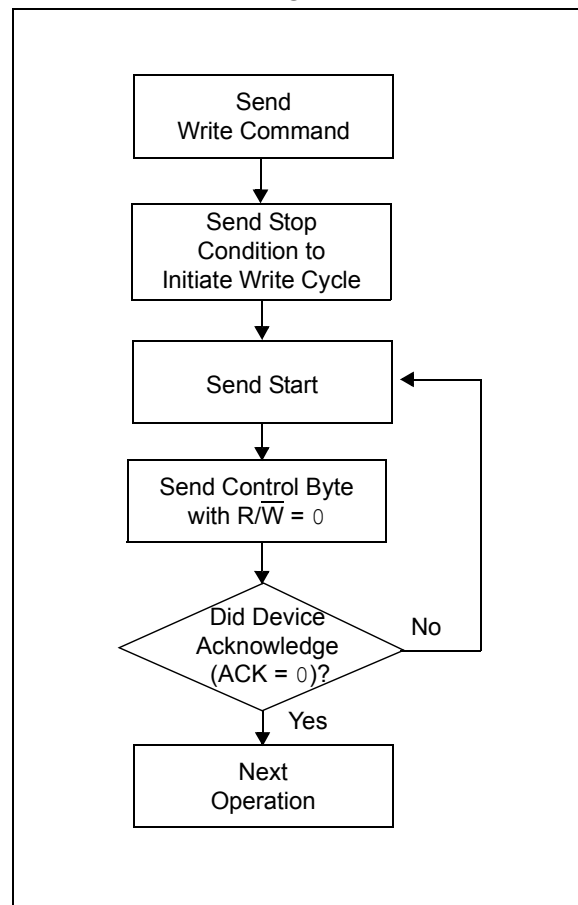 Send
Write Command
Send Stop
Condition to
Initiate Write Cycle
Send Start
Send Control Byte
with R/W̅ = 0
Did Device
Acknowledge
(ACK = 0)?
No
Yes
Next
Operation